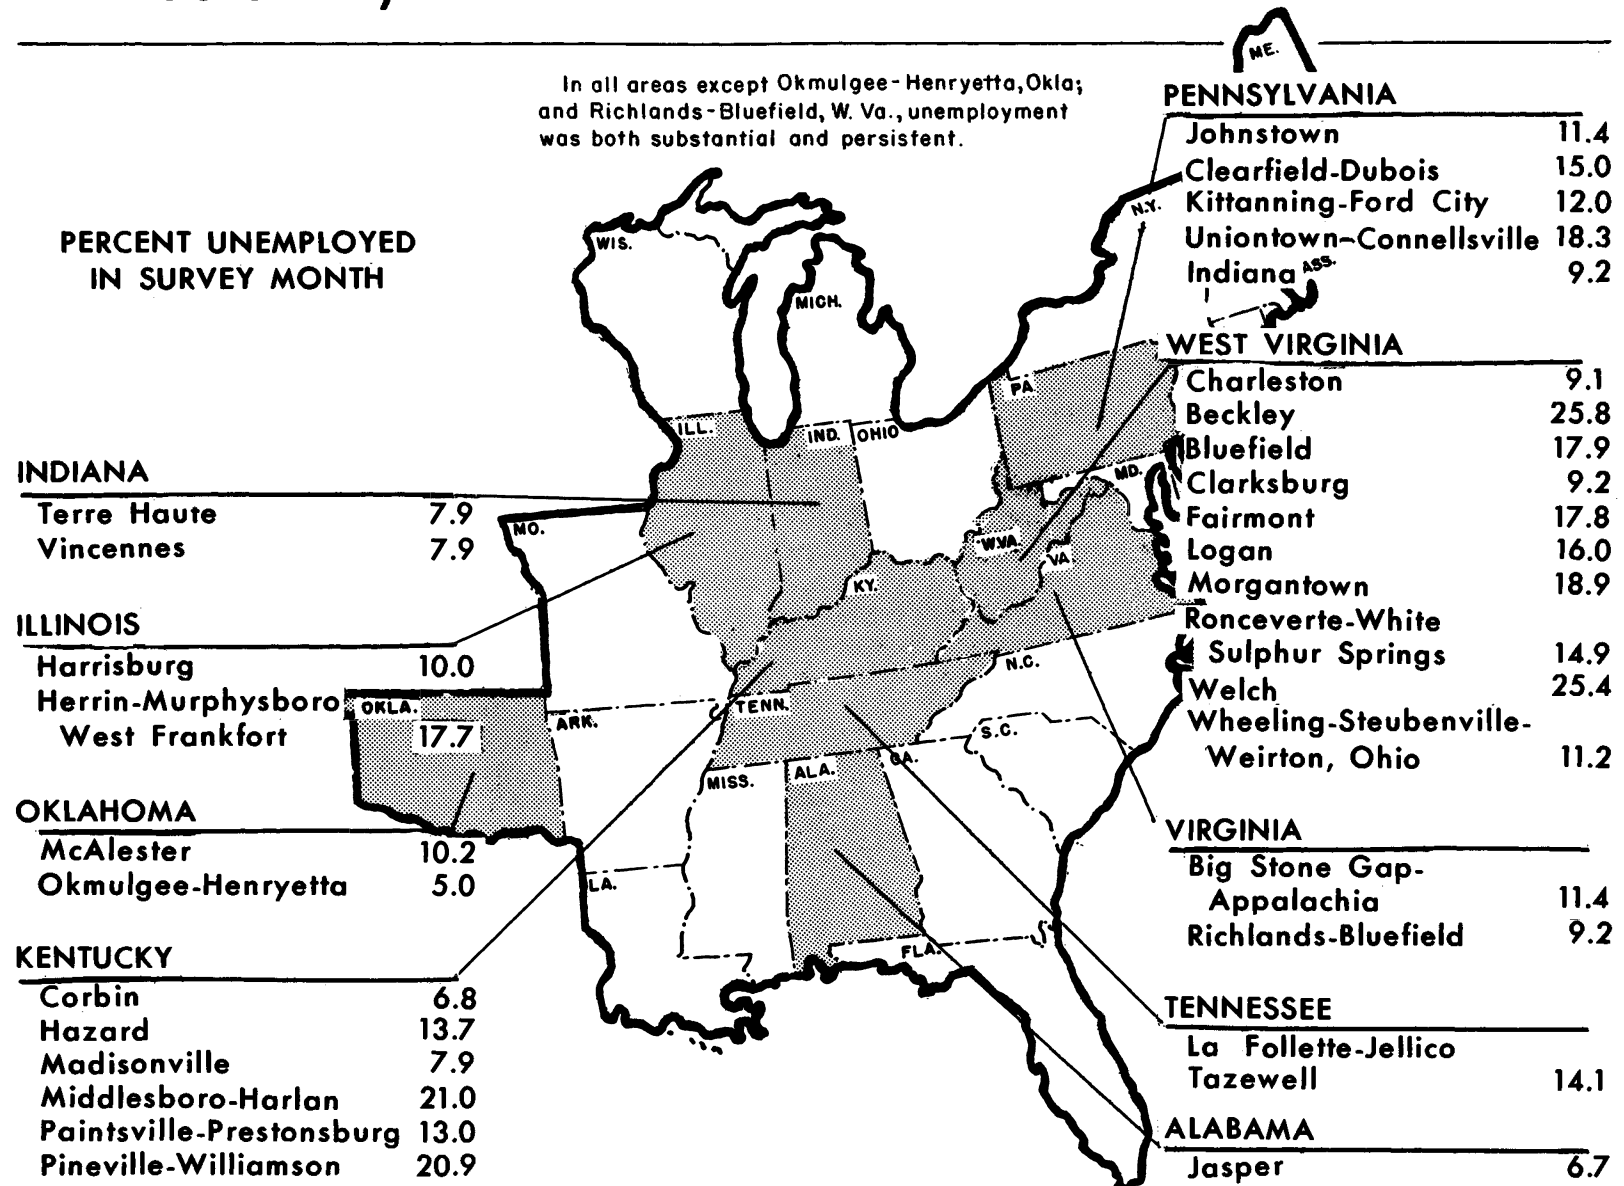 In all areas except Okmulgee-Henryetta, Okla;
and Richlands-Bluefield, W. Va., unemployment
was both substantial and persistent.
PERCENT UNEMPLOYED
IN SURVEY MONTH
INDIANA
Terre Haute 7.9
Vincennes 7.9
ILLINOIS
Harrisburg 10.0
Herrin-Murphysboro
West Frankfort 17.7
OKLAHOMA
McAlester 10.2
Okmulgee-Henryetta 5.0
KENTUCKY
Corbin 6.8
Hazard 13.7
Madisonville 7.9
Middlesboro-Harlan 21.0
Paintsville-Prestonsburg 13.0
Pineville-Williamson 20.9
ME.
WIS.
MICH.
N.Y.
ASS.
PA.
ILL.
IND.
OHIO
MD.
MO.
W.VA.
VA.
KY.
N.C.
OKLA.
ARK.
TENN.
S.C.
MISS.
ALA.
GA.
LA.
FLA.
PENNSYLVANIA
Johnstown 11.4
Clearfield-Dubois 15.0
Kittanning-Ford City 12.0
Uniontown-Connellsville 18.3
Indiana 9.2
WEST VIRGINIA
Charleston 9.1
Beckley 25.8
Bluefield 17.9
Clarksburg 9.2
Fairmont 17.8
Logan 16.0
Morgantown 18.9
Ronceverte-White
Sulphur Springs 14.9
Welch 25.4
Wheeling-Steubenville-
Weirton, Ohio 11.2
VIRGINIA
Big Stone Gap-
Appalachia 11.4
Richlands-Bluefield 9.2
TENNESSEE
La Follette-Jellico
Tazewell 14.1
ALABAMA
Jasper 6.7